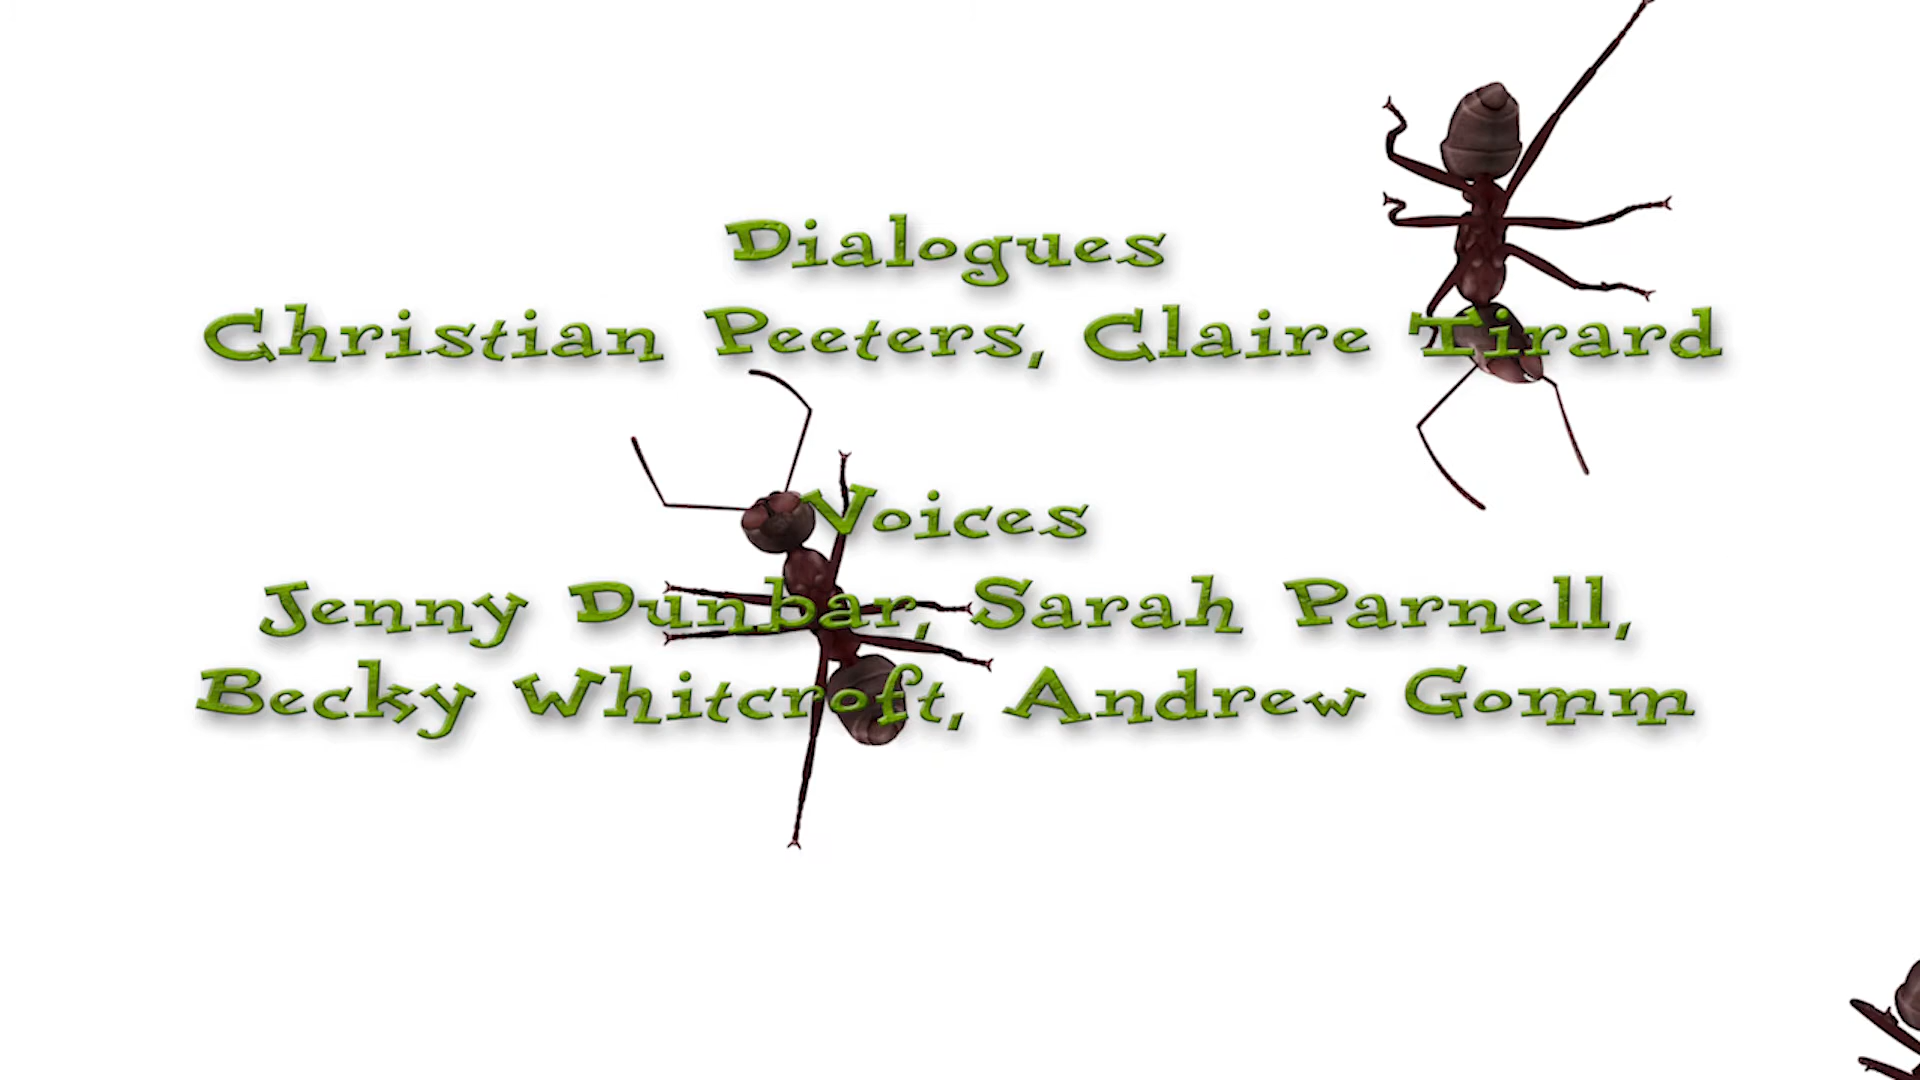 Dialogues
Christian Peeters, Claire Tirard
Voices
Jenny Dunbar, Sarah Parnell,
Becky Whitcroft, Andrew Gomm